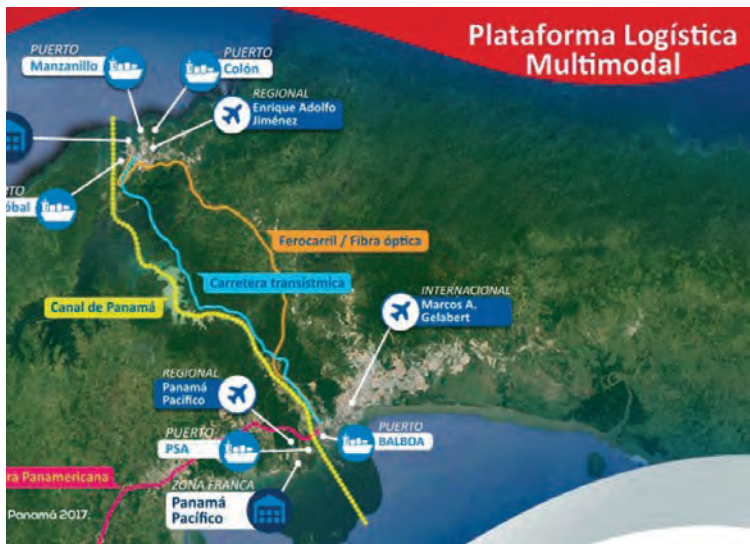 Plataforma Logística
Multimodal
PUERTO
Manzanillo
PUERTO
Colón
REGIONAL
Enrique Adolfo
Jiménez
Ferocarril / Fibra óptica
Carretera transístmica
Canal de Panamá
INTERNACIONAL
Marcos A.
Gelabert
REGIONAL
Panamá
Pacífico
PUERTO
PSA
PUERTO
BALBOA
Panamericana
ZONA FRANCA
Panamá
Pacífico
Panamá 2017.